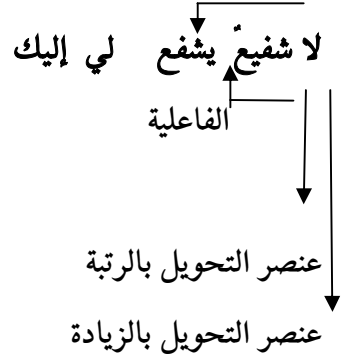 لا شفيعٌ يشفع لي إليك
الفاعلية
عنصر التحويل بالرتبة
عنصر التحويل بالزيادة